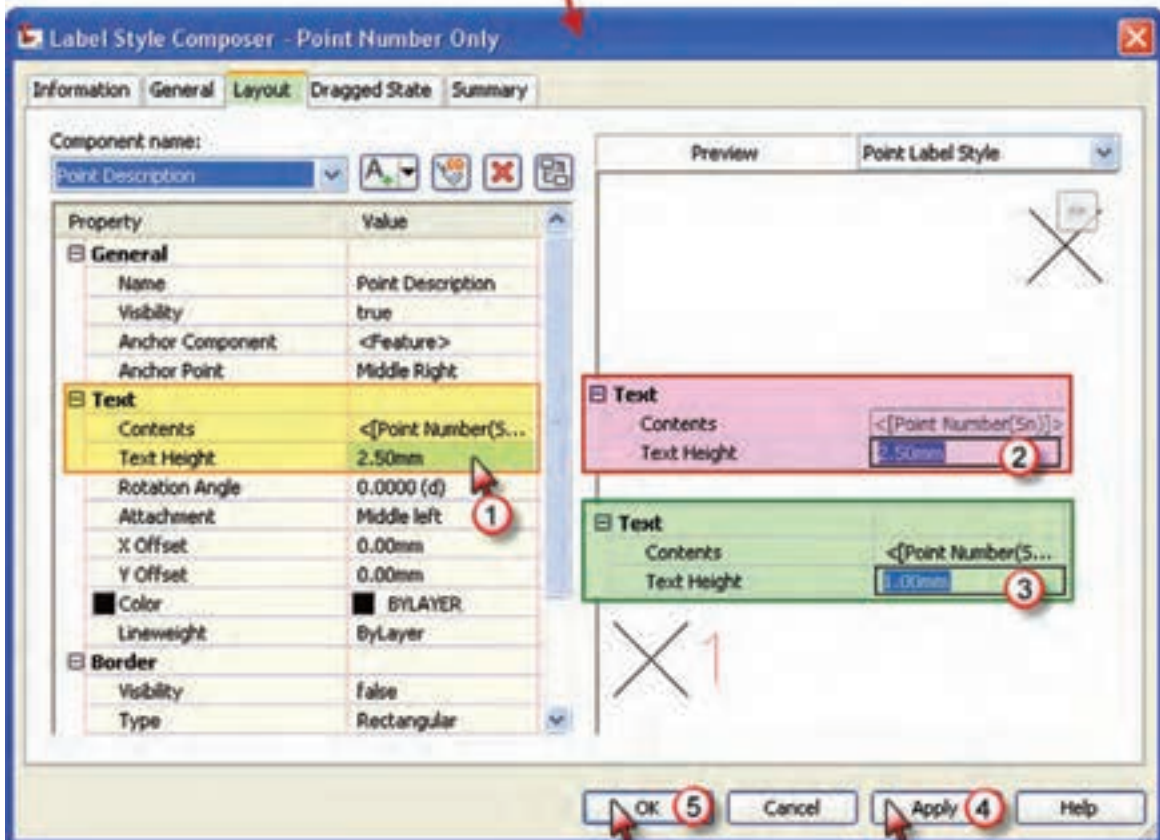 Label Style Composer - Point Number Only
Information General Layout Dragged State Summary
Component name:
Point Description
Preview Point Label Style
Property Value
General
Name Point Description
Visibility true
Anchor Component <Feature>
Anchor Point Middle Right
Text
Contents <[Point Number(S...
Text Height 2.50mm
Rotation Angle 0.0000 (d)
Attachment Middle left
X Offset 0.00mm
Y Offset 0.00mm
Color BYLAYER
Lineweight ByLayer
Border
Visibility false
Type Rectangular
1
Text
Contents <[Point Number(Sn)]>
Text Height 2.50mm
2
Text
Contents <[Point Number(S...
Text Height 1.00mm
3
1
OK 5 Cancel Apply 4 Help